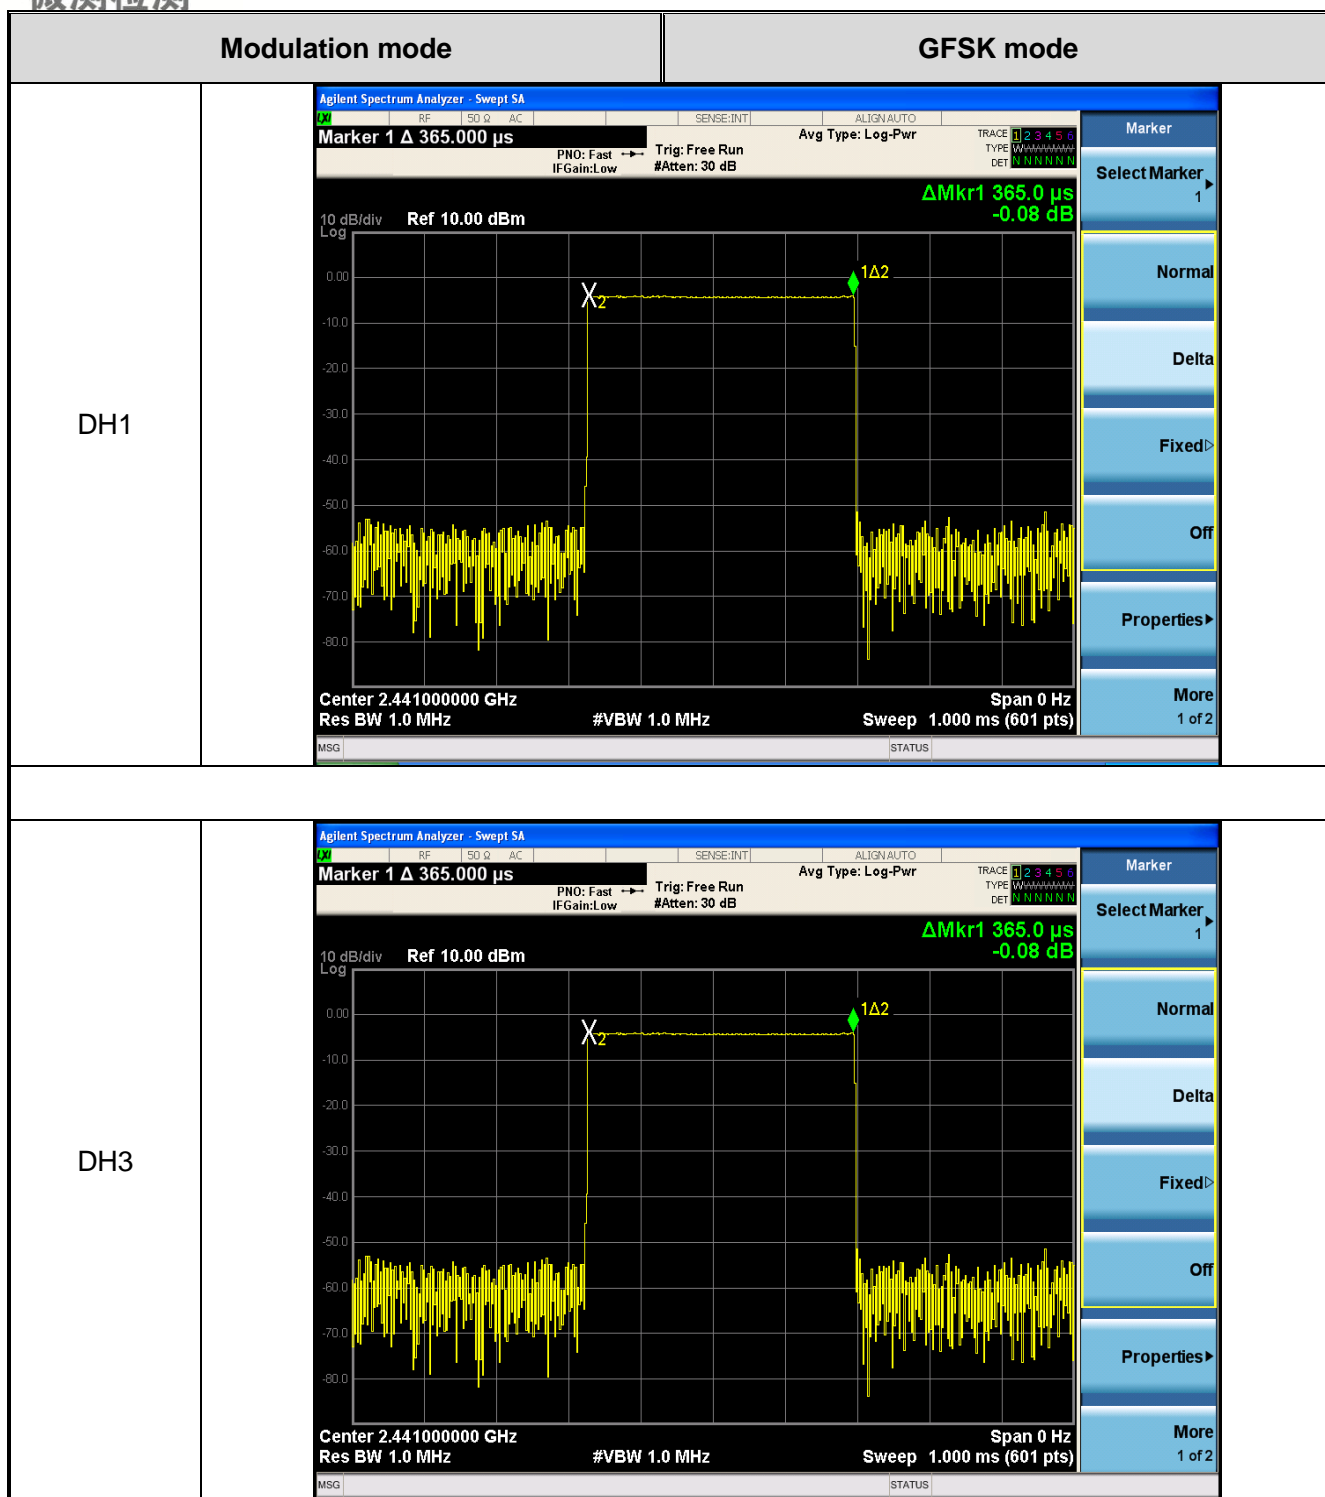 微测检测
Modulation mode GFSK mode
DH1
Agilent Spectrum Analyzer - Swept SA
LXI RF 50 Ω AC SENSE:INT ALIGN AUTO
Marker 1 Δ 365.000 µs
PNO: Fast
IFGain:Low
Trig: Free Run
#Atten: 30 dB
Avg Type: Log-Pwr
TRACE 1 2 3 4 5 6
TYPE
DET N N N N N N
ΔMkr1 365.0 µs
-0.08 dB
10 dB/div Ref 10.00 dBm
Log
0.00
-10.0
-20.0
-30.0
-40.0
-50.0
-60.0
-70.0
-80.0
1Δ2
2
Center 2.441000000 GHz Span 0 Hz
Res BW 1.0 MHz #VBW 1.0 MHz Sweep 1.000 ms (601 pts)
MSG STATUS
Marker
Select Marker
1
Normal
Delta
Fixed
Off
Properties
More
1 of 2
DH3
Agilent Spectrum Analyzer - Swept SA
LXI RF 50 Ω AC SENSE:INT ALIGN AUTO
Marker 1 Δ 365.000 µs
PNO: Fast
IFGain:Low
Trig: Free Run
#Atten: 30 dB
Avg Type: Log-Pwr
TRACE 1 2 3 4 5 6
TYPE
DET N N N N N N
ΔMkr1 365.0 µs
-0.08 dB
10 dB/div Ref 10.00 dBm
Log
0.00
-10.0
-20.0
-30.0
-40.0
-50.0
-60.0
-70.0
-80.0
1Δ2
2
Center 2.441000000 GHz Span 0 Hz
Res BW 1.0 MHz #VBW 1.0 MHz Sweep 1.000 ms (601 pts)
MSG STATUS
Marker
Select Marker
1
Normal
Delta
Fixed
Off
Properties
More
1 of 2